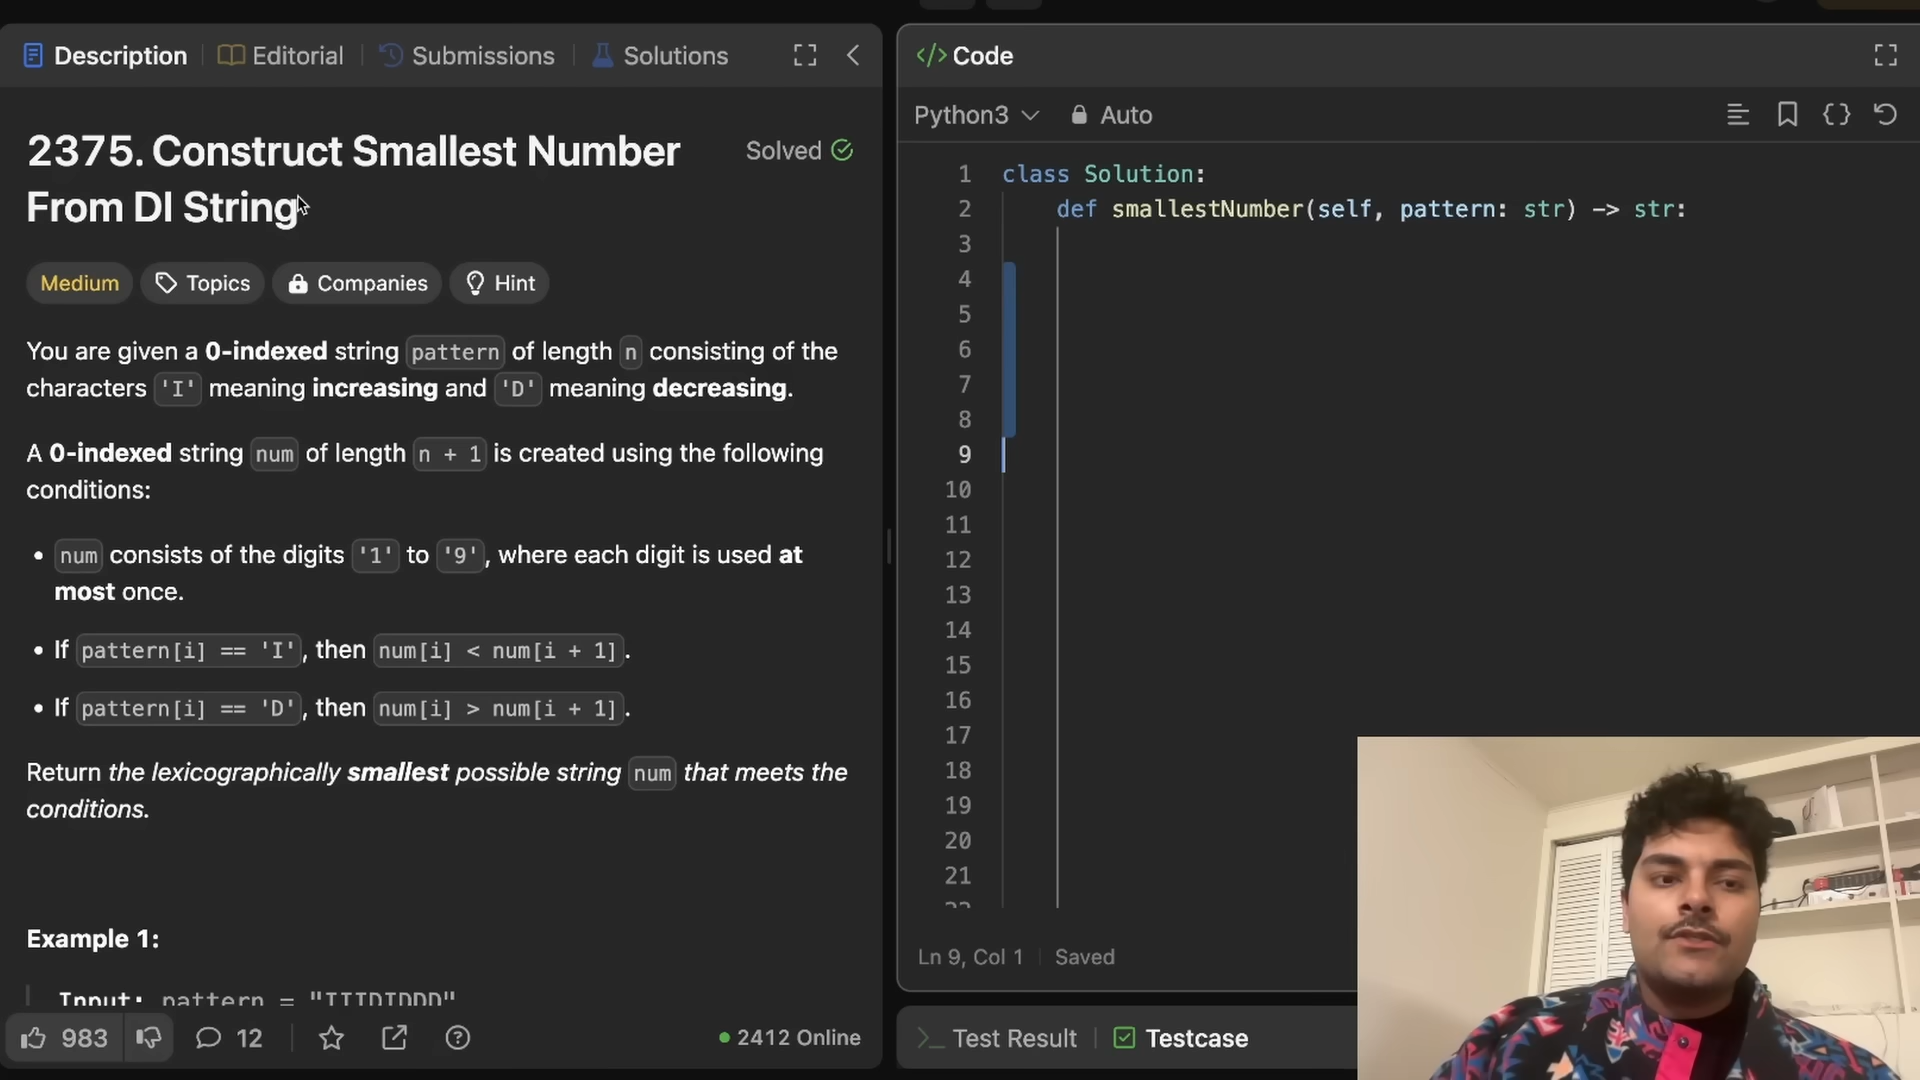 Description
Editorial
Submissions
Solutions
2375. Construct Smallest Number
From DI String
Solved
Medium
Topics
Companies
Hint
You are given a 0-indexed string pattern of length n consisting of the
characters 'I' meaning increasing and 'D' meaning decreasing.
A 0-indexed string num of length n + 1 is created using the following
conditions:
• num consists of the digits '1' to '9', where each digit is used at
most once.
• If pattern[i] == 'I', then num[i] < num[i + 1].
• If pattern[i] == 'D', then num[i] > num[i + 1].
Return the lexicographically smallest possible string num that meets the
conditions.
Example 1:
Input: pattern = "IIIDIDDD"
983
12
2412 Online
</> Code
Python3
Auto
1 class Solution:
2 def smallestNumber(self, pattern: str) -> str:
3
4
5
6
7
8
9
10
11
12
13
14
15
16
17
18
19
20
21
22
Ln 9, Col 1
Saved
Test Result
Testcase